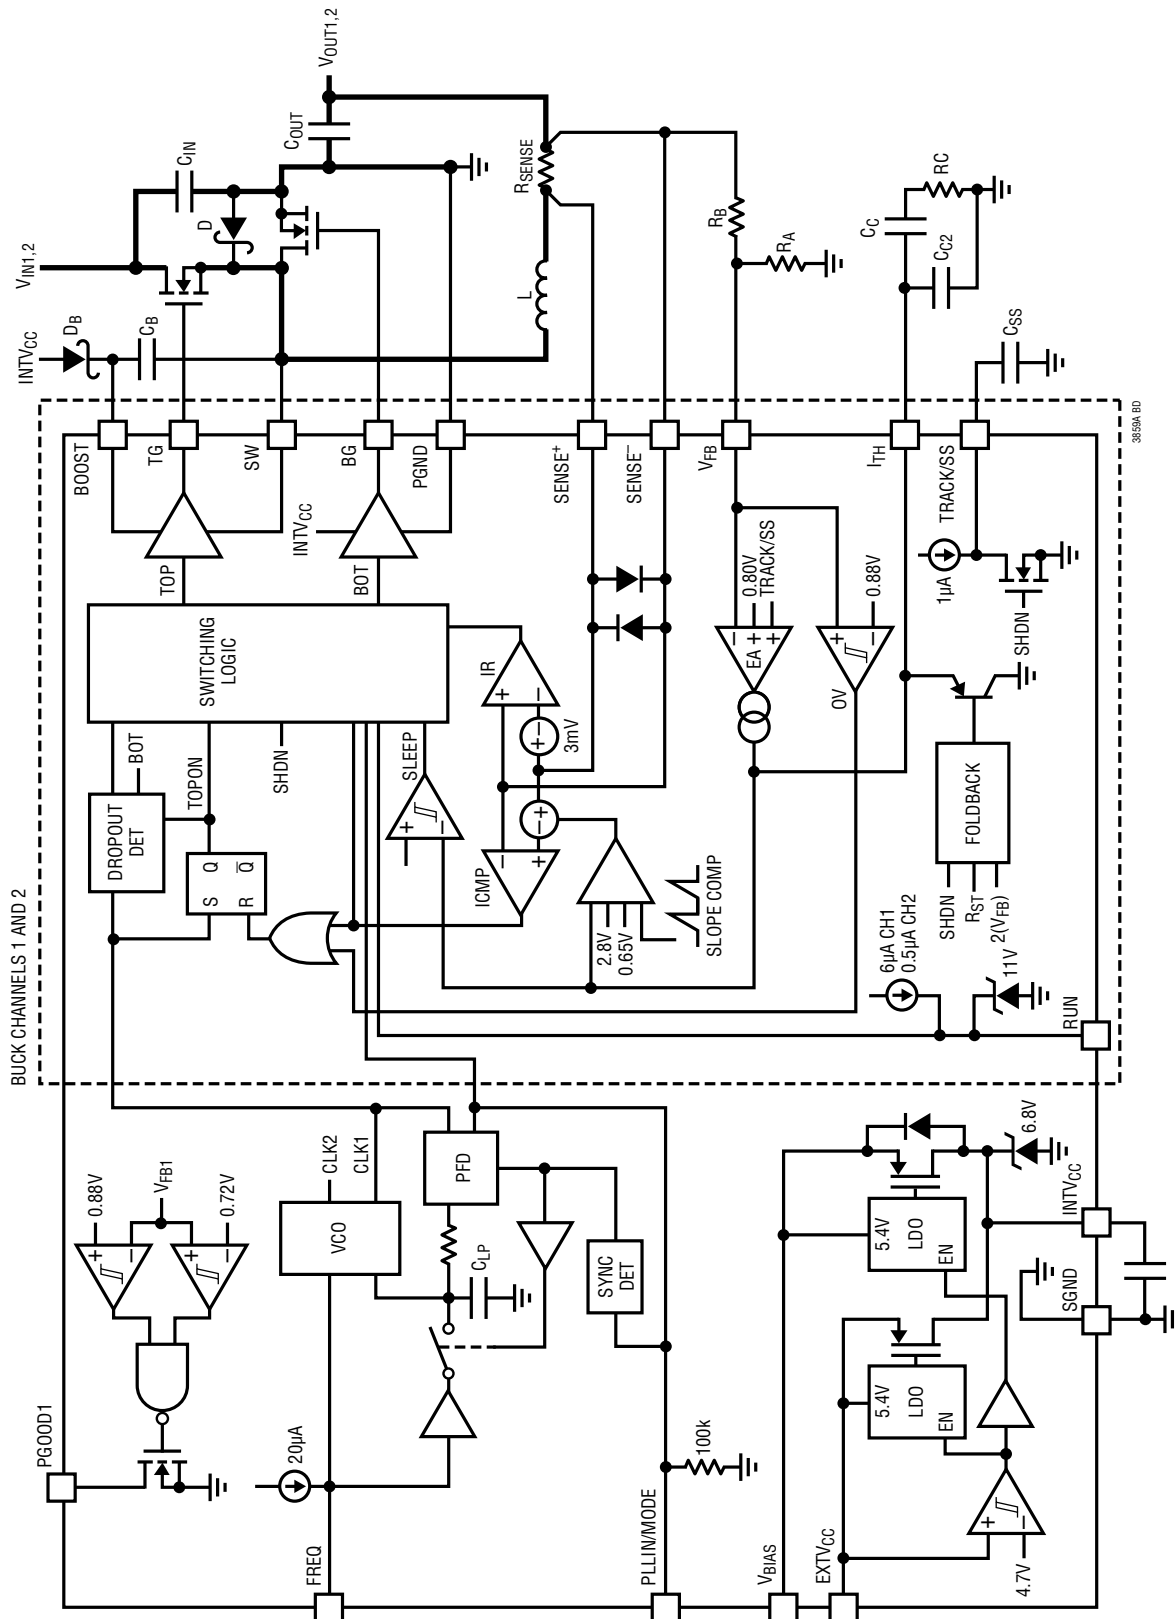 BUCK CHANNELS 1 AND 2
PGOOD1
0.88V
VFB1
0.72V
+
–
+
–
20µA
FREQ
VCO
CLK2
CLK1
PFD
CLP
SYNC
DET
PLLIN/MODE
100k
VBIAS
EXTVCC
4.7V
+
–
5.4V
LDO
EN
5.4V
LDO
EN
6.8V
INTVCC
SGND
DROPOUT
DET
BOT
TOPON
S
Q
R
Q̅
SHDN
SWITCHING
LOGIC
TOP
BOT
INTVCC
BOOST
TG
SW
BG
PGND
SENSE+
SENSE–
VFB
ITH
TRACK/SS
RUN
SLEEP
+
–
ICMP
–
+
+
–
IR
+
–
+
–
3mV
2.8V
0.65V
SLOPE COMP
EA
–
+
+
0.80V
TRACK/SS
OV
+
–
0.88V
1µA
SHDN
FOLDBACK
SHDN
RST
2(VFB)
6µA CH1
0.5µA CH2
11V
INTVCC
DB
CB
VIN1,2
CIN
D
COUT
VOUT1,2
RSENSE
L
RB
RA
CC
RC
CC2
CSS
3859A BD